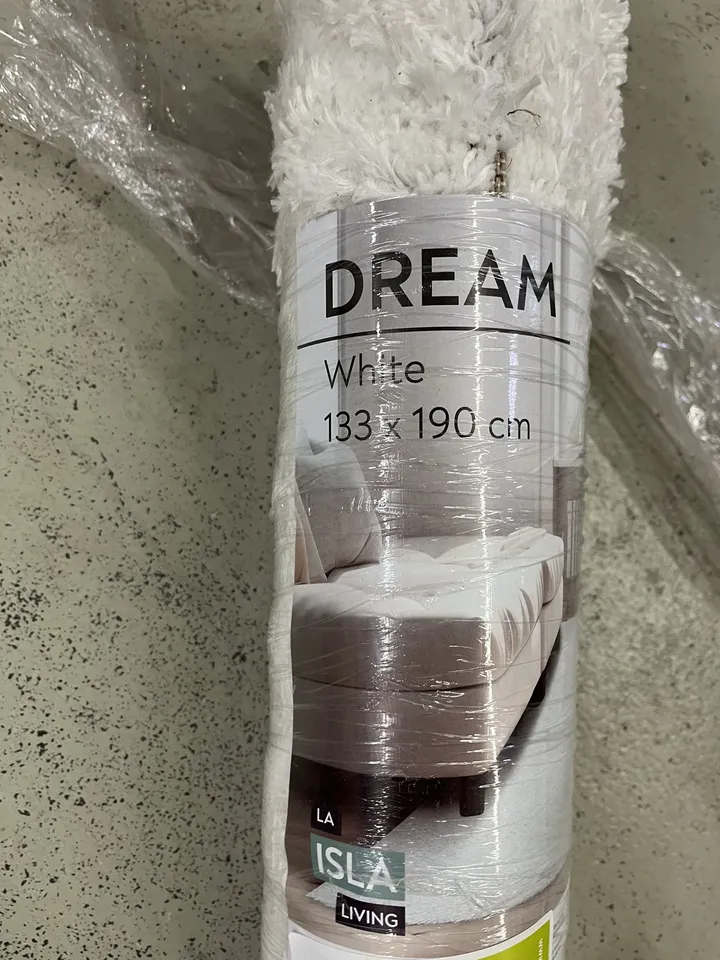 DREAM
White
133 x 190 cm
LA
ISLA
LIVING